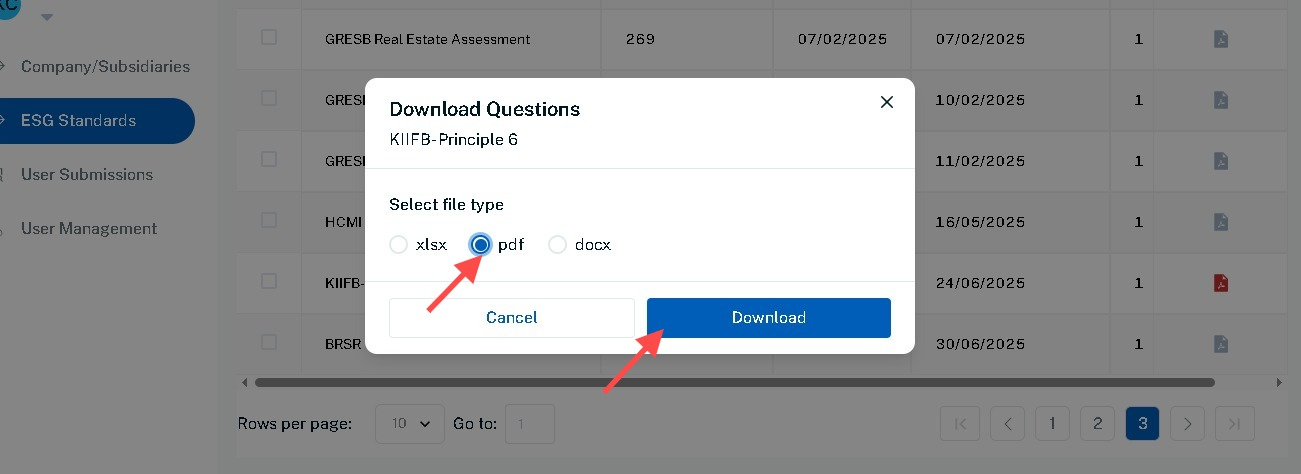 KC
GRESB Real Estate Assessment 269 07/02/2025 07/02/2025 1
Company/Subsidiaries
GRESB 10/02/2025 1
ESG Standards
GRESB 11/02/2025 1
User Submissions
HCMI 16/05/2025 1
User Management
KIIFB- 24/06/2025 1
BRSR 30/06/2025 1
Download Questions
KIIFB-Principle 6
Select file type
xlsx pdf docx
Cancel Download
Rows per page: 10 Go to: 1 1 2 3